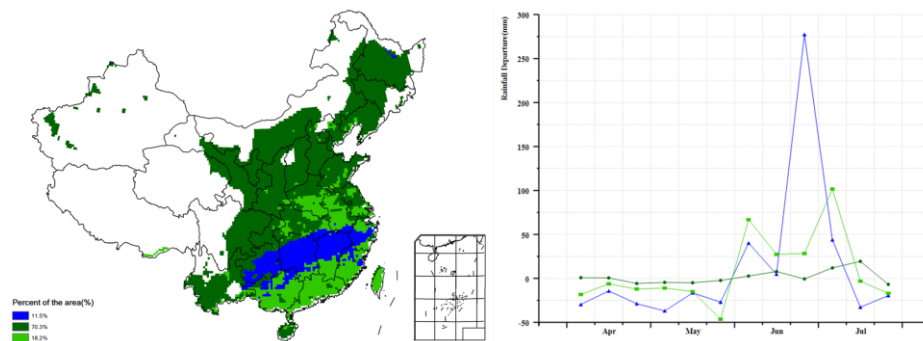 Percent of the area(%)
11.5%
70.3%
18.2%
Rainfall Departure(mm)
300
250
200
150
100
50
0
-50
Apr
May
Jun
Jul